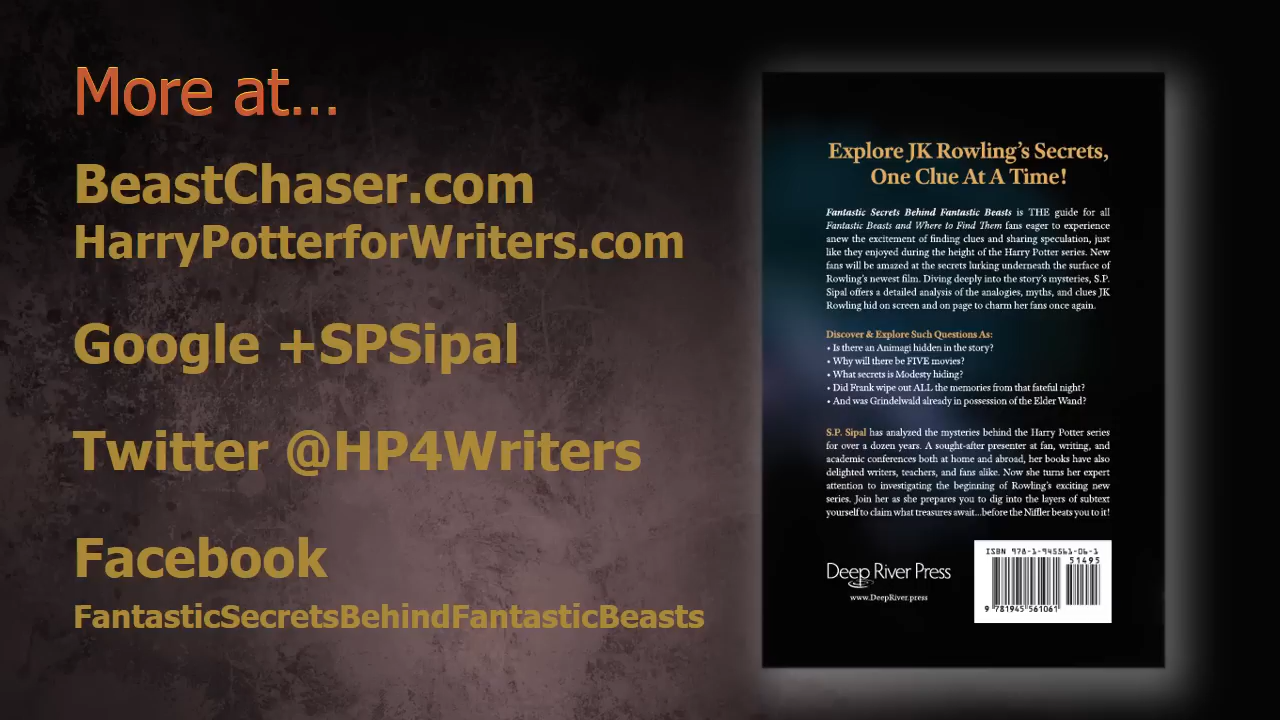 More at...
BeastChaser.com
HarryPotterforWriters.com
Google +SPSipal
Twitter @HP4Writers
Facebook
FantasticSecretsBehindFantasticBeasts
Explore JK Rowling's Secrets,
One Clue At A Time!
Fantastic Secrets Behind Fantastic Beasts is THE guide for all
Fantastic Beasts and Where to Find Them fans eager to experience
anew the excitement of finding clues and sharing speculation, just
like they enjoyed during the height of the Harry Potter series. New
fans will be amazed at the secrets lurking underneath the surface of
Rowling's newest film. Diving deeply into the story's mysteries, S.P.
Sipal offers a detailed analysis of the analogies, myths, and clues JK
Rowling hid on screen and on page to charm her fans once again.
Discover & Explore Such Questions As:
• Is there an Animagi hidden in the story?
• Why will there be FIVE movies?
• What secrets is Modesty hiding?
• Did Frank wipe out ALL the memories from that fateful night?
• And was Grindelwald already in possession of the Elder Wand?
S.P. Sipal has analyzed the mysteries behind the Harry Potter series
for over a dozen years. A sought-after presenter at fan, writing, and
academic conferences both at home and abroad, her books have also
delighted writers, teachers, and fans alike. Now she turns her expert
attention to investigating the beginning of Rowling's exciting new
series. Join her as she prepares you to dig into the layers of subtext
yourself to claim what treasures await...before the Niffler beats you to it!
Deep River Press
www.DeepRiver.press
ISBN 978-1-945561-06-1
51495
9 781945 561061